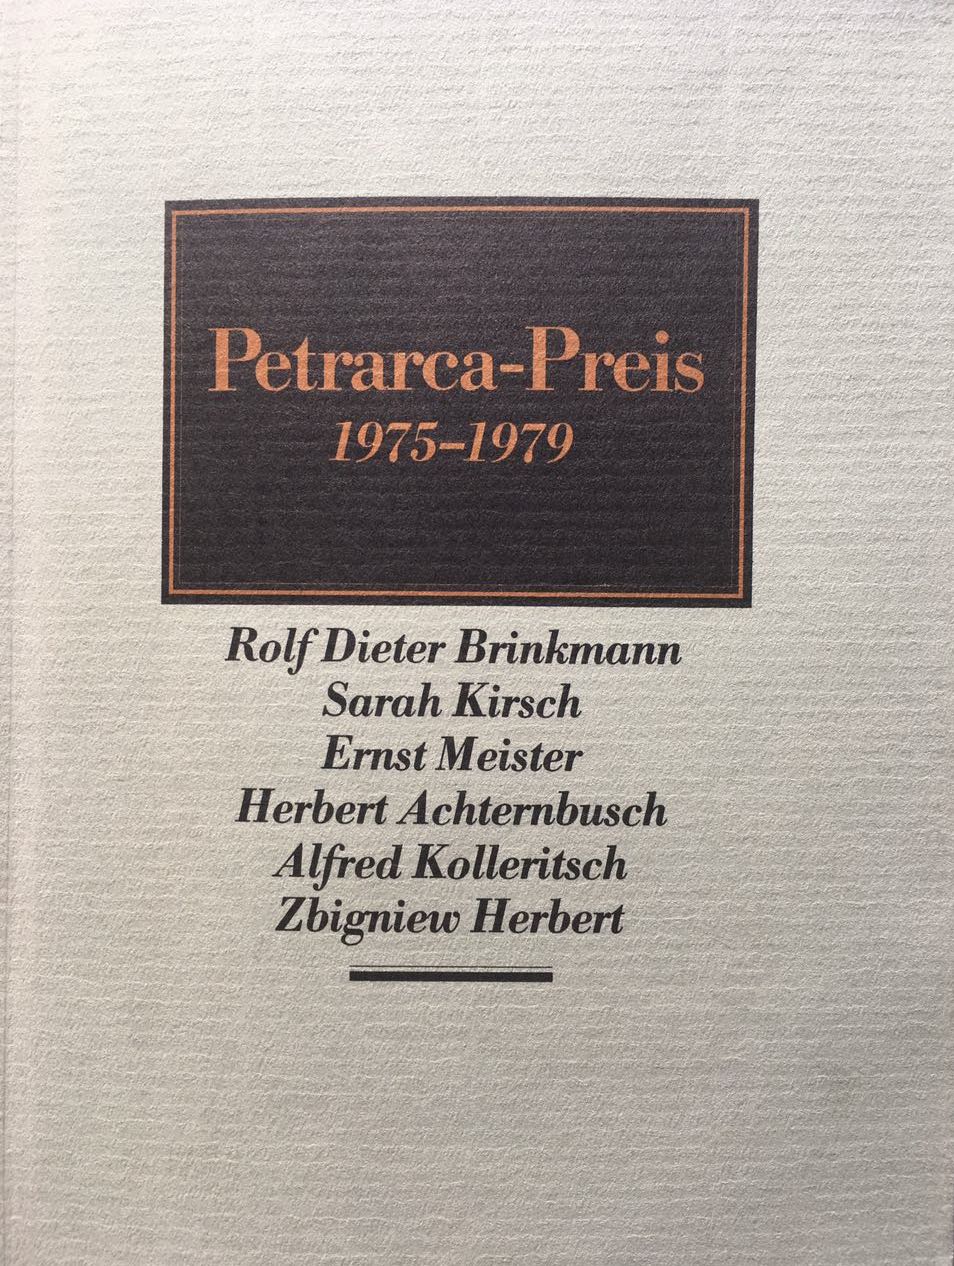 Petrarca-Preis
1975–1979
Rolf Dieter Brinkmann
Sarah Kirsch
Ernst Meister
Herbert Achternbusch
Alfred Kolleritsch
Zbigniew Herbert